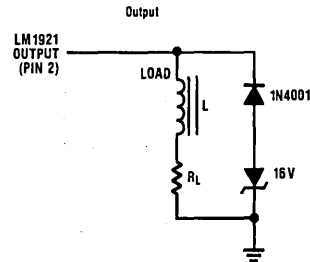 Output
LM1921
OUTPUT
(PIN 2)
LOAD
L
1N4001
RL
16V